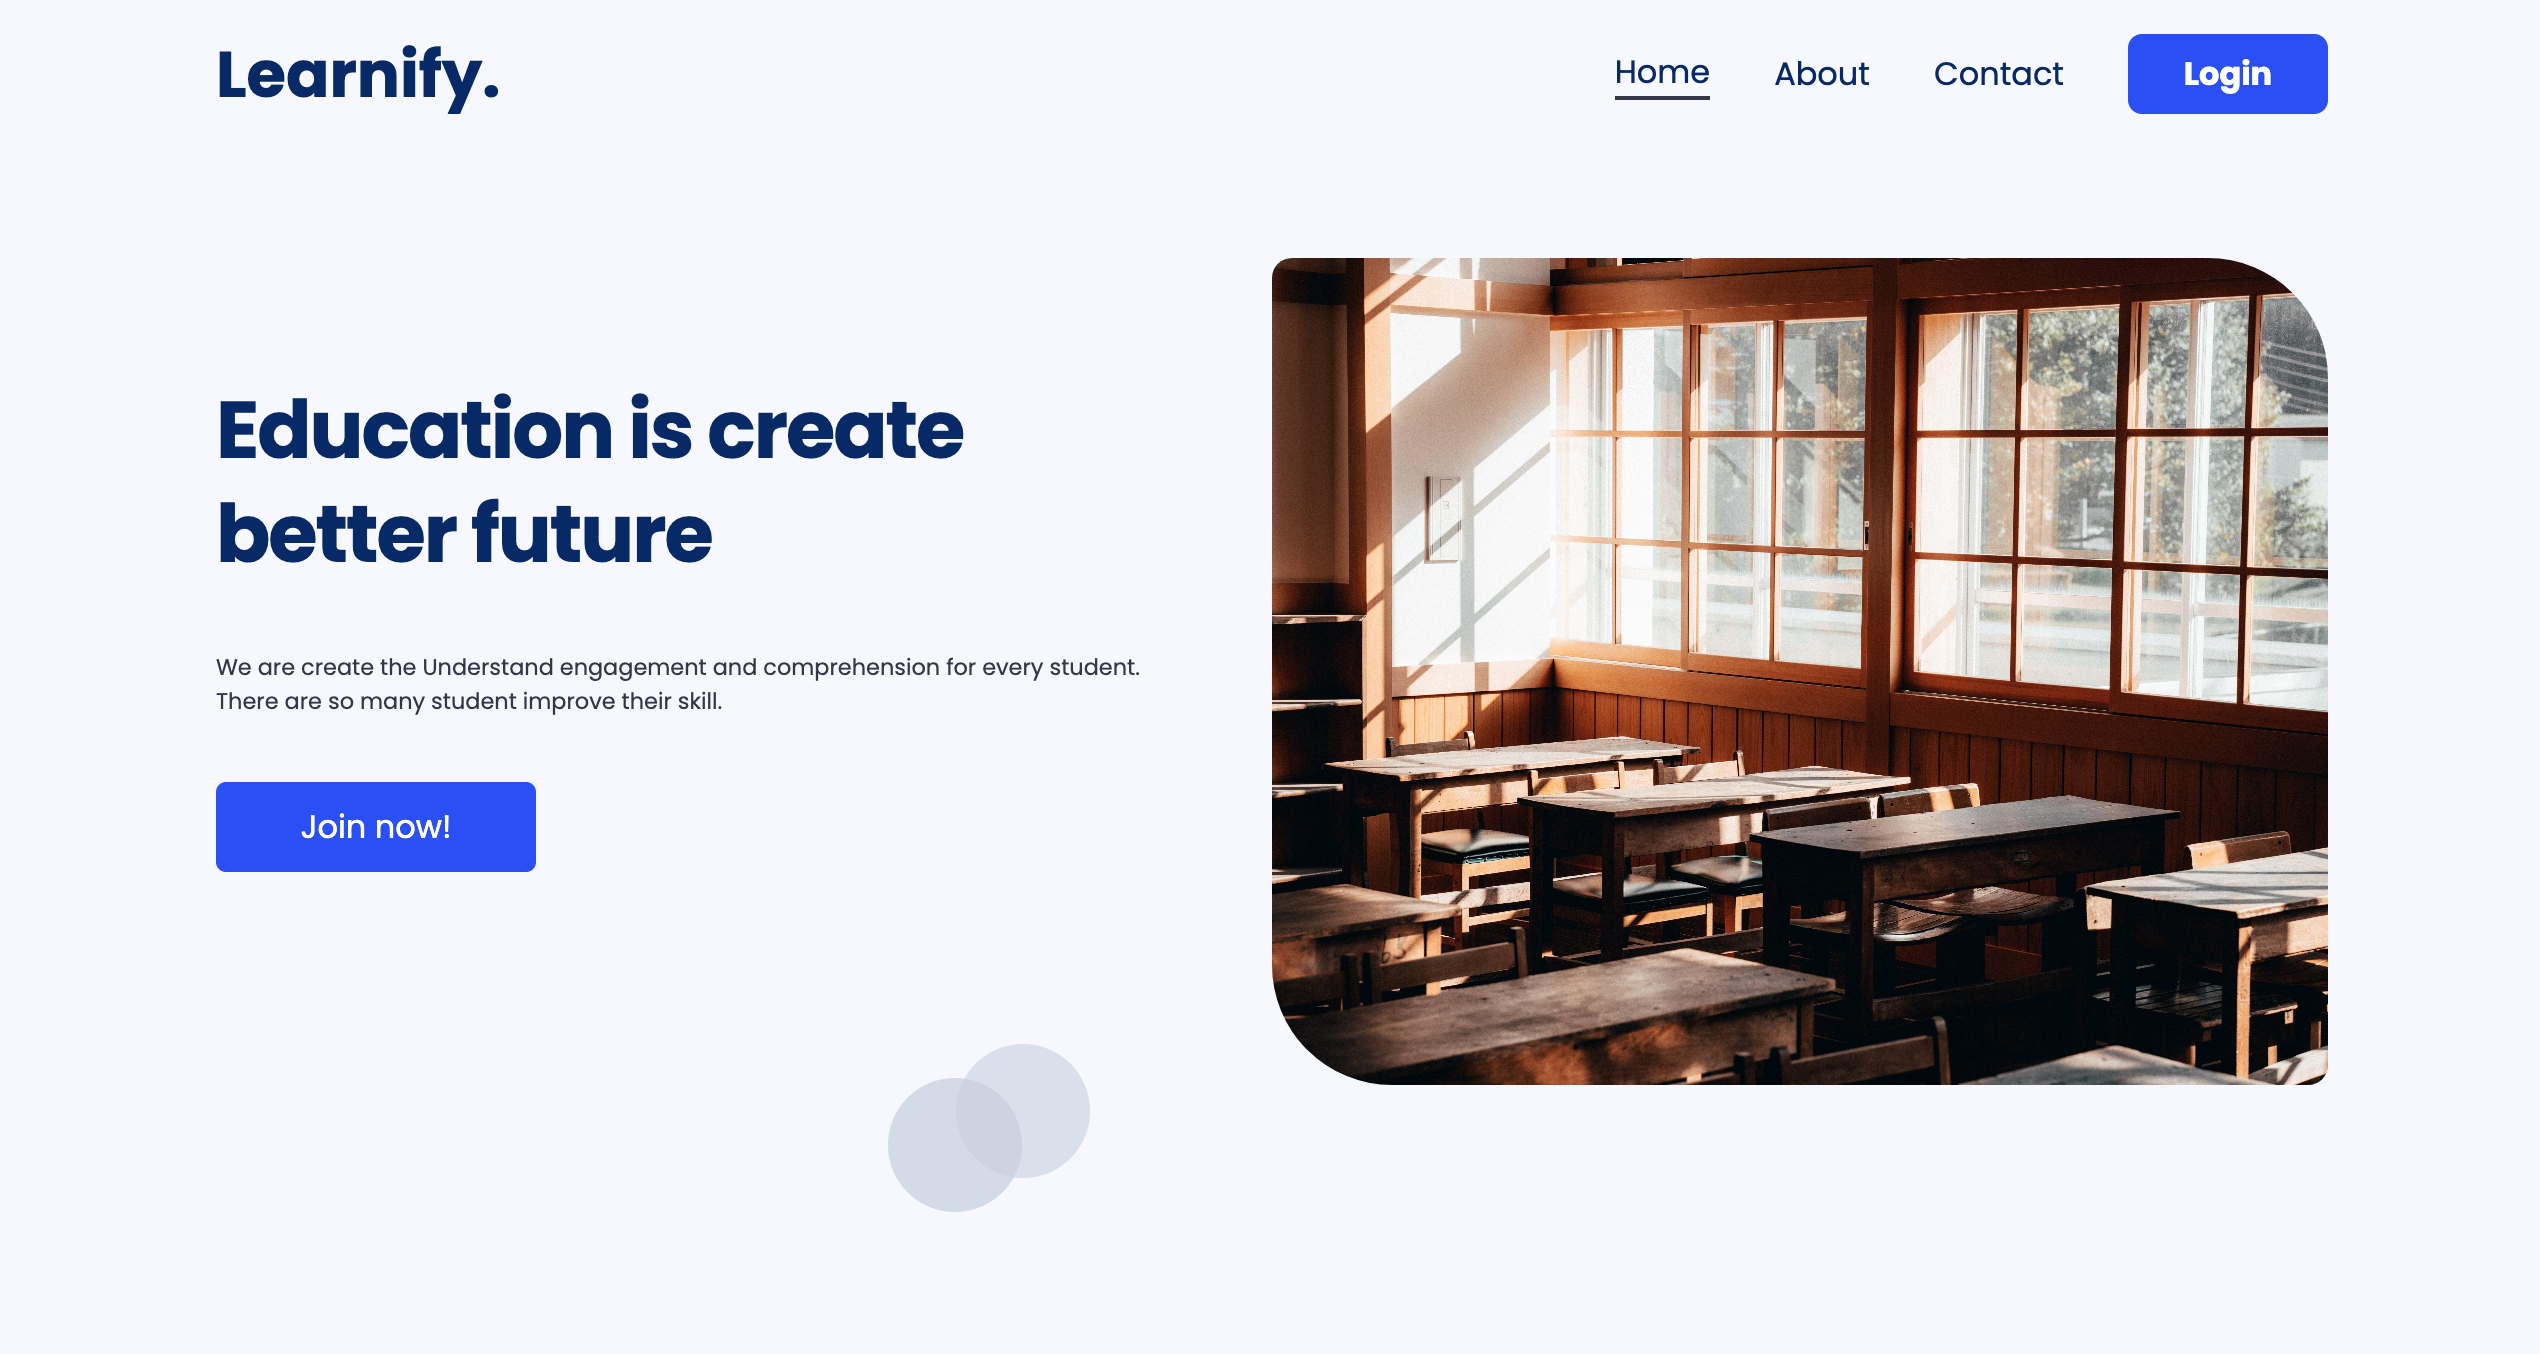 Learnify.
Home About Contact Login
Education is create
better future
We are create the Understand engagement and comprehension for every student.
There are so many student improve their skill.
Join now!